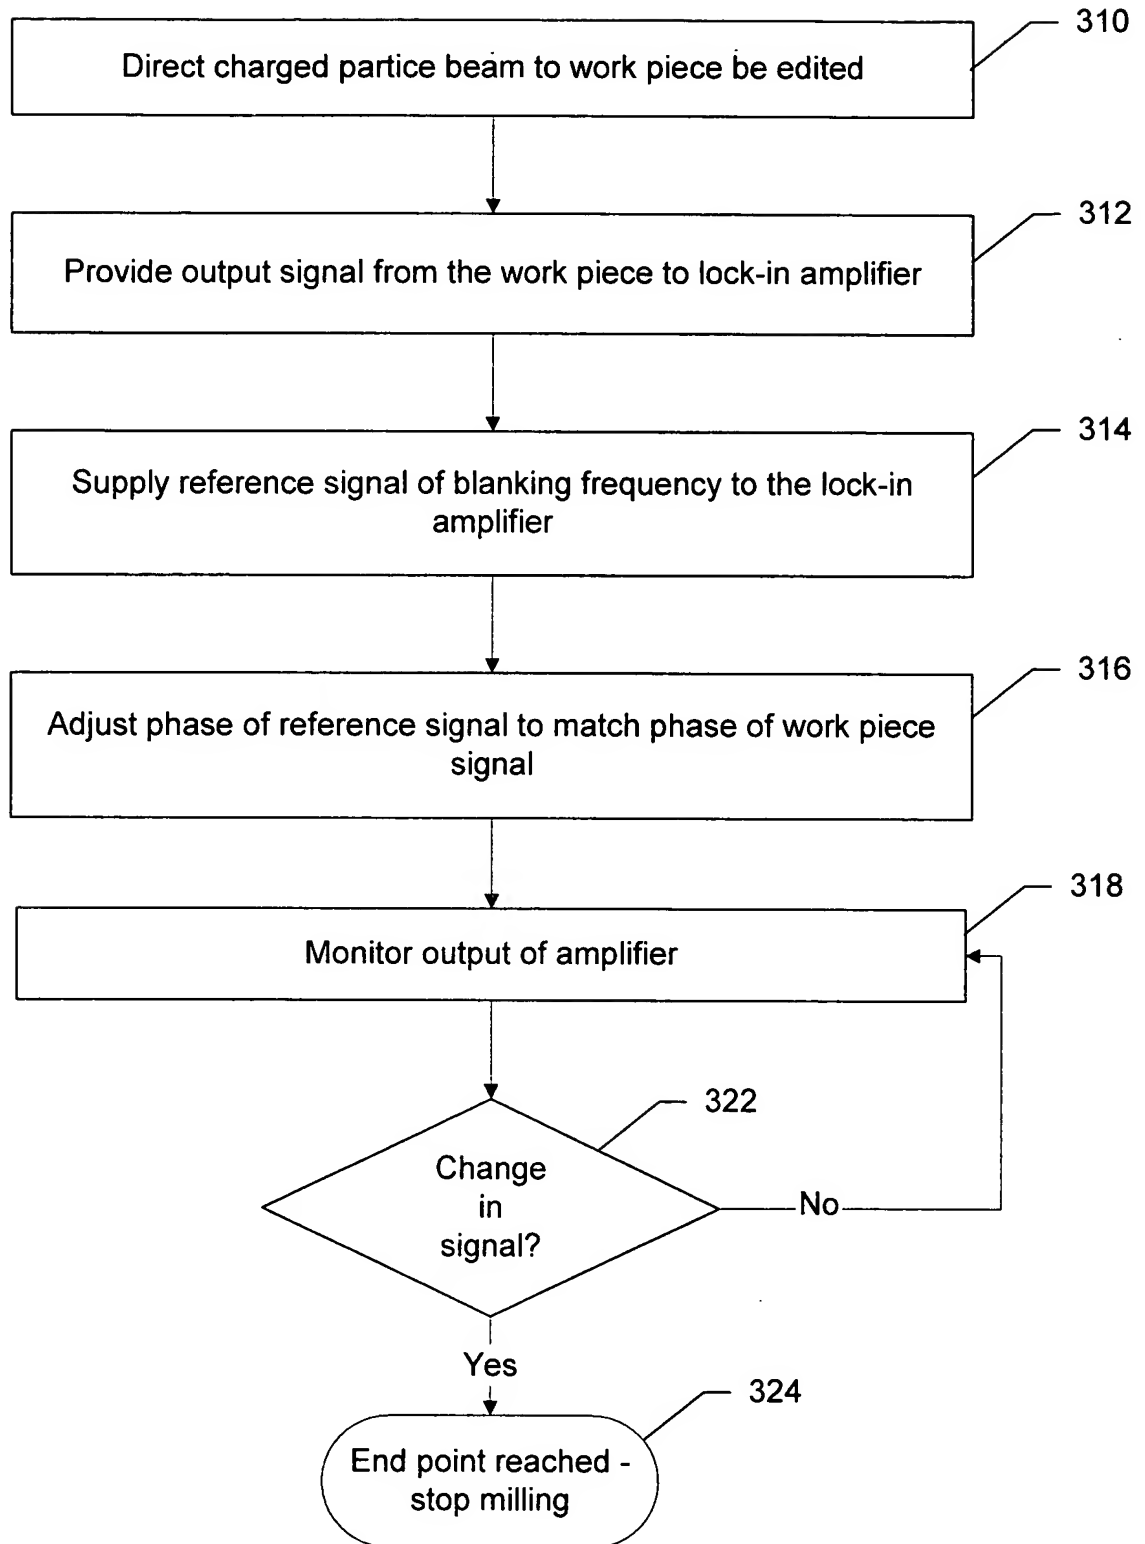 310
Direct charged partice beam to work piece be edited
312
Provide output signal from the work piece to lock-in amplifier
314
Supply reference signal of blanking frequency to the lock-in
amplifier
316
Adjust phase of reference signal to match phase of work piece
signal
318
Monitor output of amplifier
322
Change
in
signal?
No
Yes
324
End point reached -
stop milling